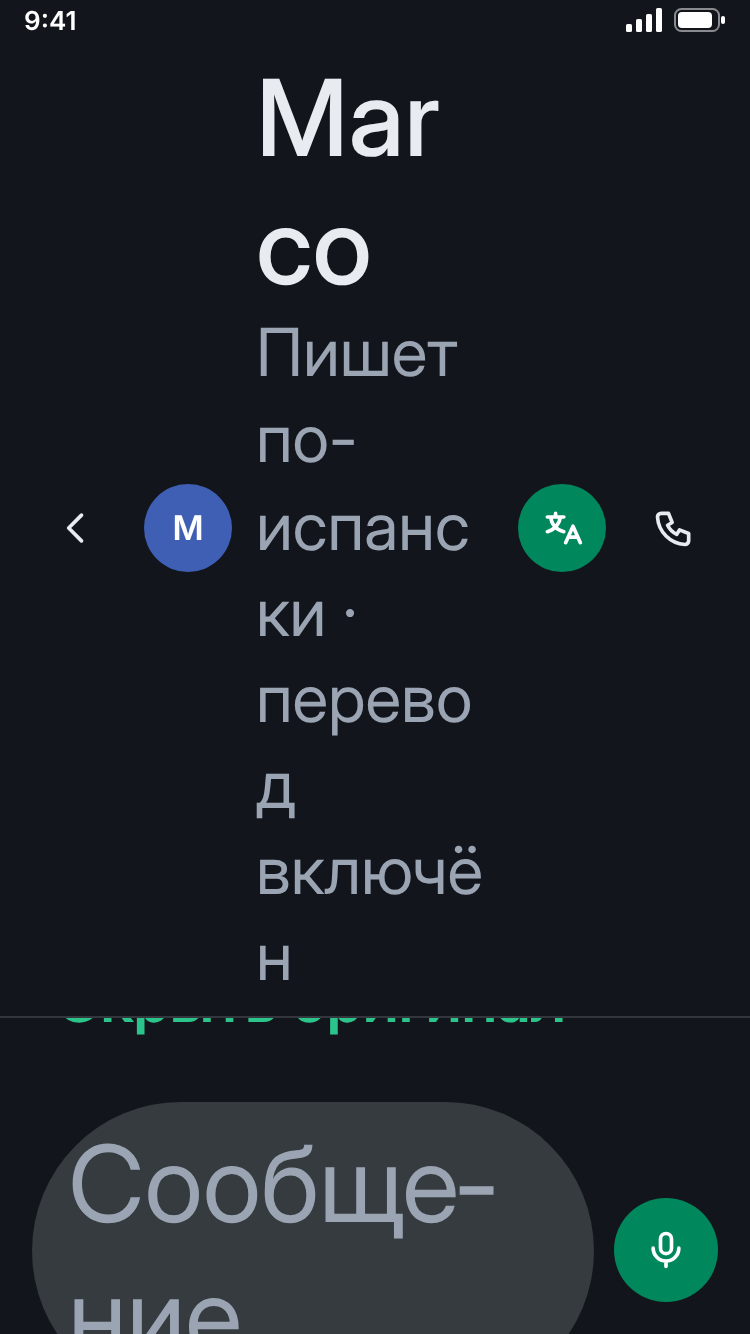 9:41
Mar
co
Пишет
по-
испанс
ки ·
перево
д
включё
н
M
Сообще-
ние